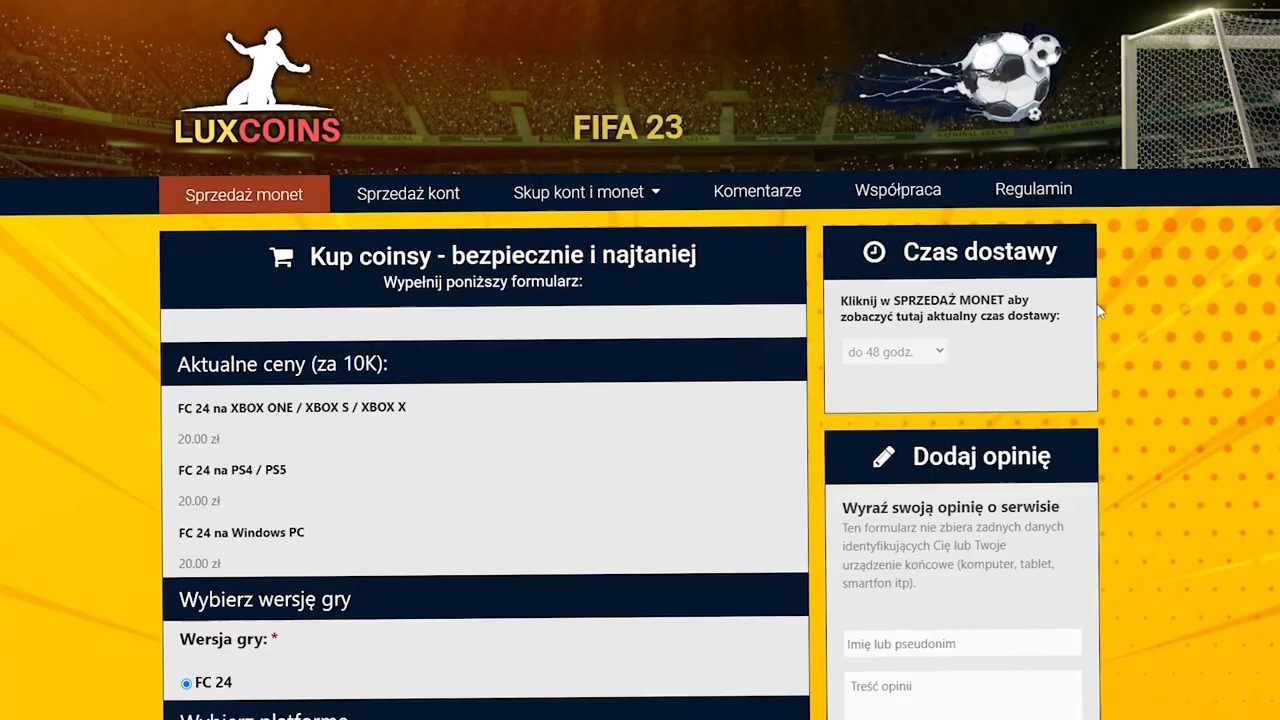 LUXCOINS
FIFA 23
Sprzedaż monet
Sprzedaż kont
Skup kont i monet
Komentarze
Współpraca
Regulamin
Kup coinsy - bezpiecznie i najtaniej
Wypełnij poniższy formularz:
Aktualne ceny (za 10K):
FC 24 na XBOX ONE / XBOX S / XBOX X
20.00 zł
FC 24 na PS4 / PS5
20.00 zł
FC 24 na Windows PC
20.00 zł
Wybierz wersję gry
Wersja gry: *
FC 24
Wybierz platformę
Czas dostawy
Kliknij w SPRZEDAŻ MONET aby
zobaczyć tutaj aktualny czas dostawy:
do 48 godz.
Dodaj opinię
Wyraź swoją opinię o serwisie
Ten formularz nie zbiera żadnych danych
identyfikujących Cię lub Twoje
urządzenie końcowe (komputer, tablet,
smartfon itp).
Imię lub pseudonim
Treść opinii